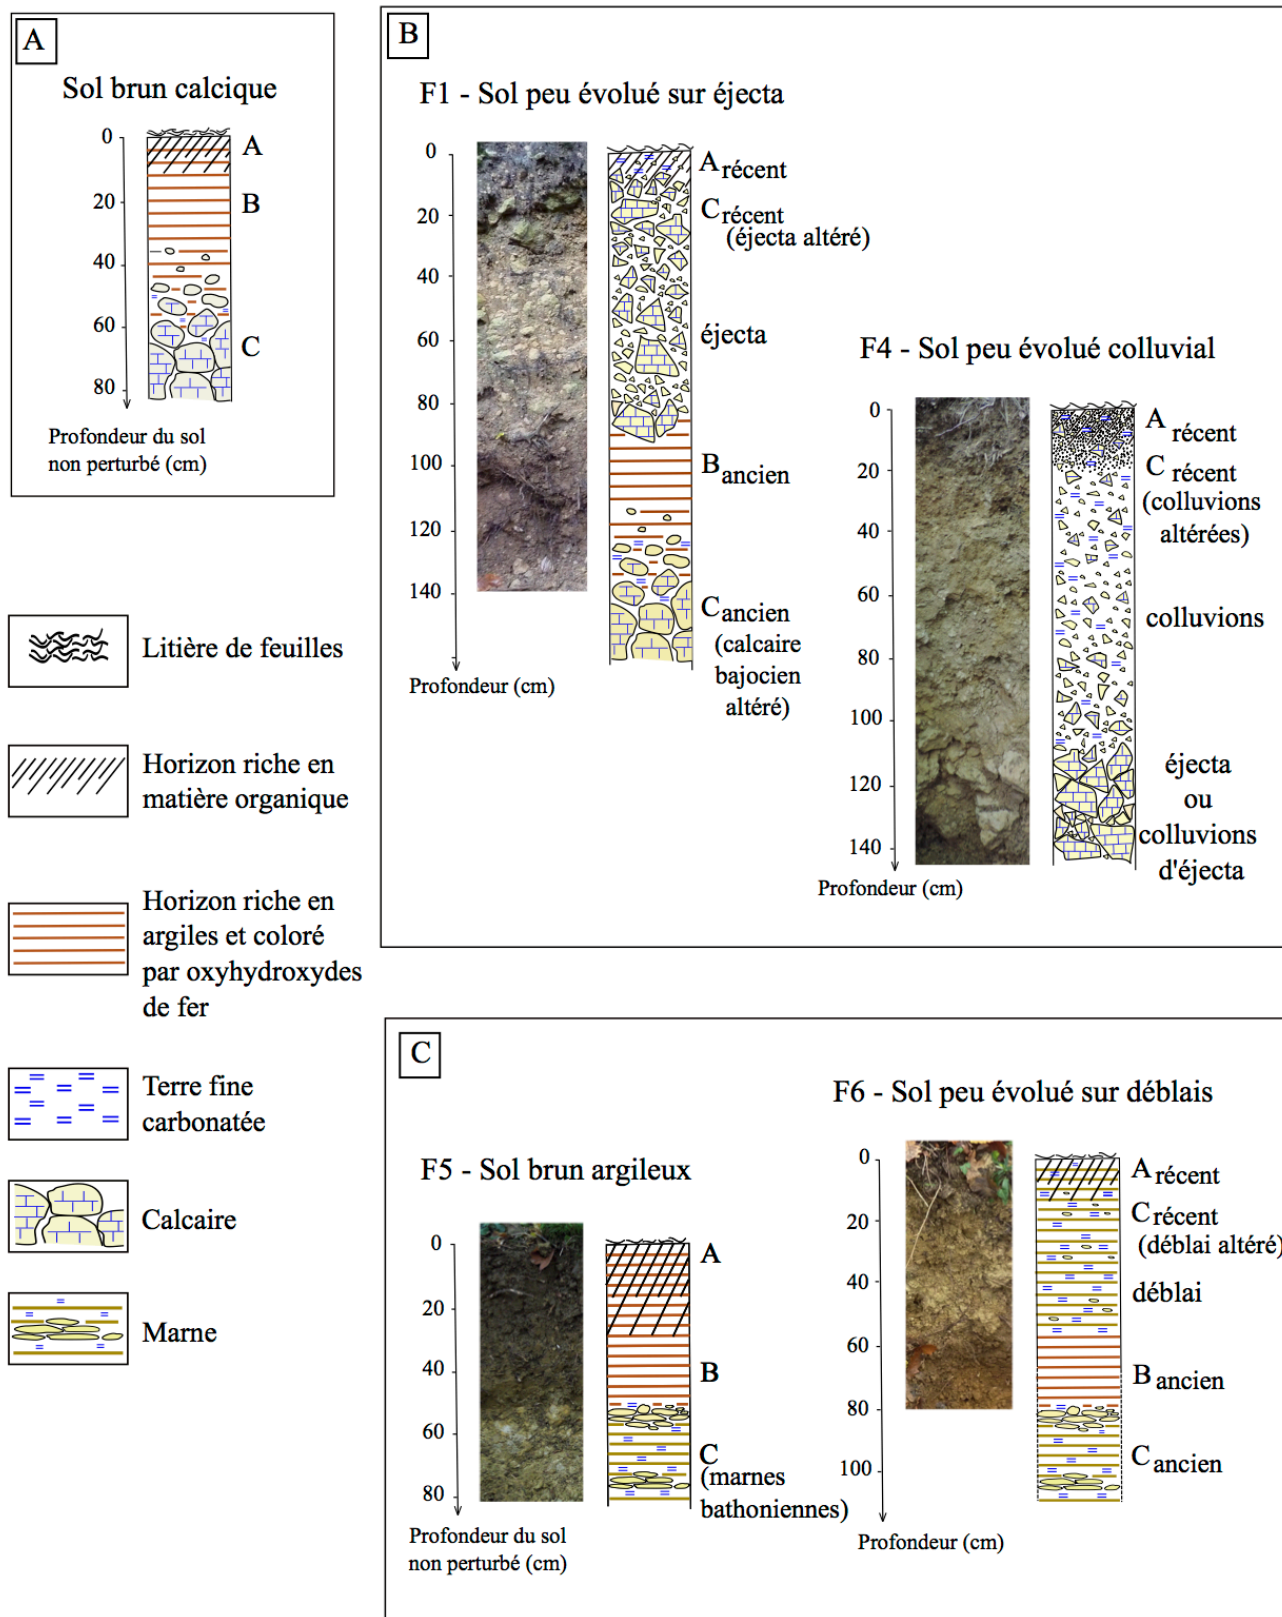 A
Sol brun calcique
0
20
40
60
80
A
B
C
Profondeur du sol
non perturbé (cm)
Litière de feuilles
Horizon riche en
matière organique
Horizon riche en
argiles et coloré
par oxyhydroxydes
de fer
Terre fine
carbonatée
Calcaire
Marne
B
F1 - Sol peu évolué sur éjecta
0
20
40
60
80
100
120
140
Profondeur (cm)
A récent
C récent
(éjecta altéré)
éjecta
B ancien
C ancien
(calcaire
bajocien
altéré)
F4 - Sol peu évolué colluvial
0
20
40
60
80
100
120
140
Profondeur (cm)
A récent
C récent
(colluvions
altérées)
colluvions
éjecta
ou
colluvions
d'éjecta
C
F5 - Sol brun argileux
0
20
40
60
80
Profondeur du sol
non perturbé (cm)
A
B
C
(marnes
bathoniennes)
F6 - Sol peu évolué sur déblais
0
20
40
60
80
100
Profondeur (cm)
A récent
C récent
(déblai altéré)
déblai
B ancien
C ancien